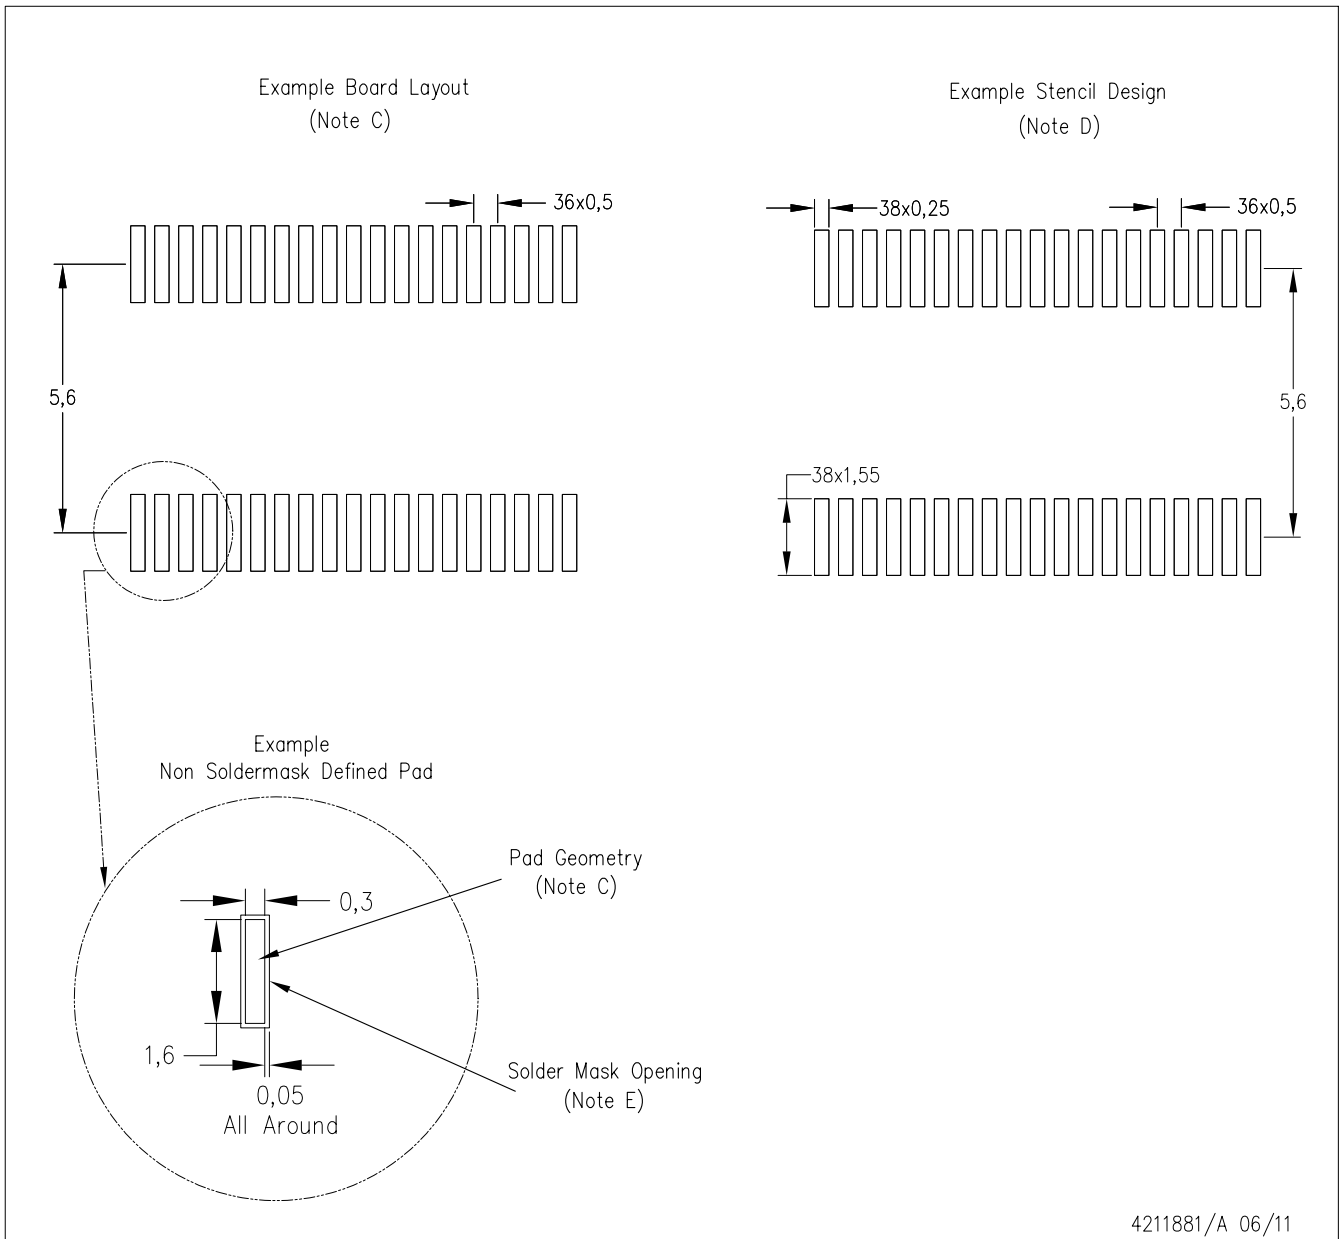 Example Board Layout
(Note C)
36x0,5
5,6
Example Stencil Design
(Note D)
38x0,25
36x0,5
5,6
38x1,55
Example
Non Soldermask Defined Pad
Pad Geometry
(Note C)
0,3
1,6
0,05
All Around
Solder Mask Opening
(Note E)
4211881/A 06/11